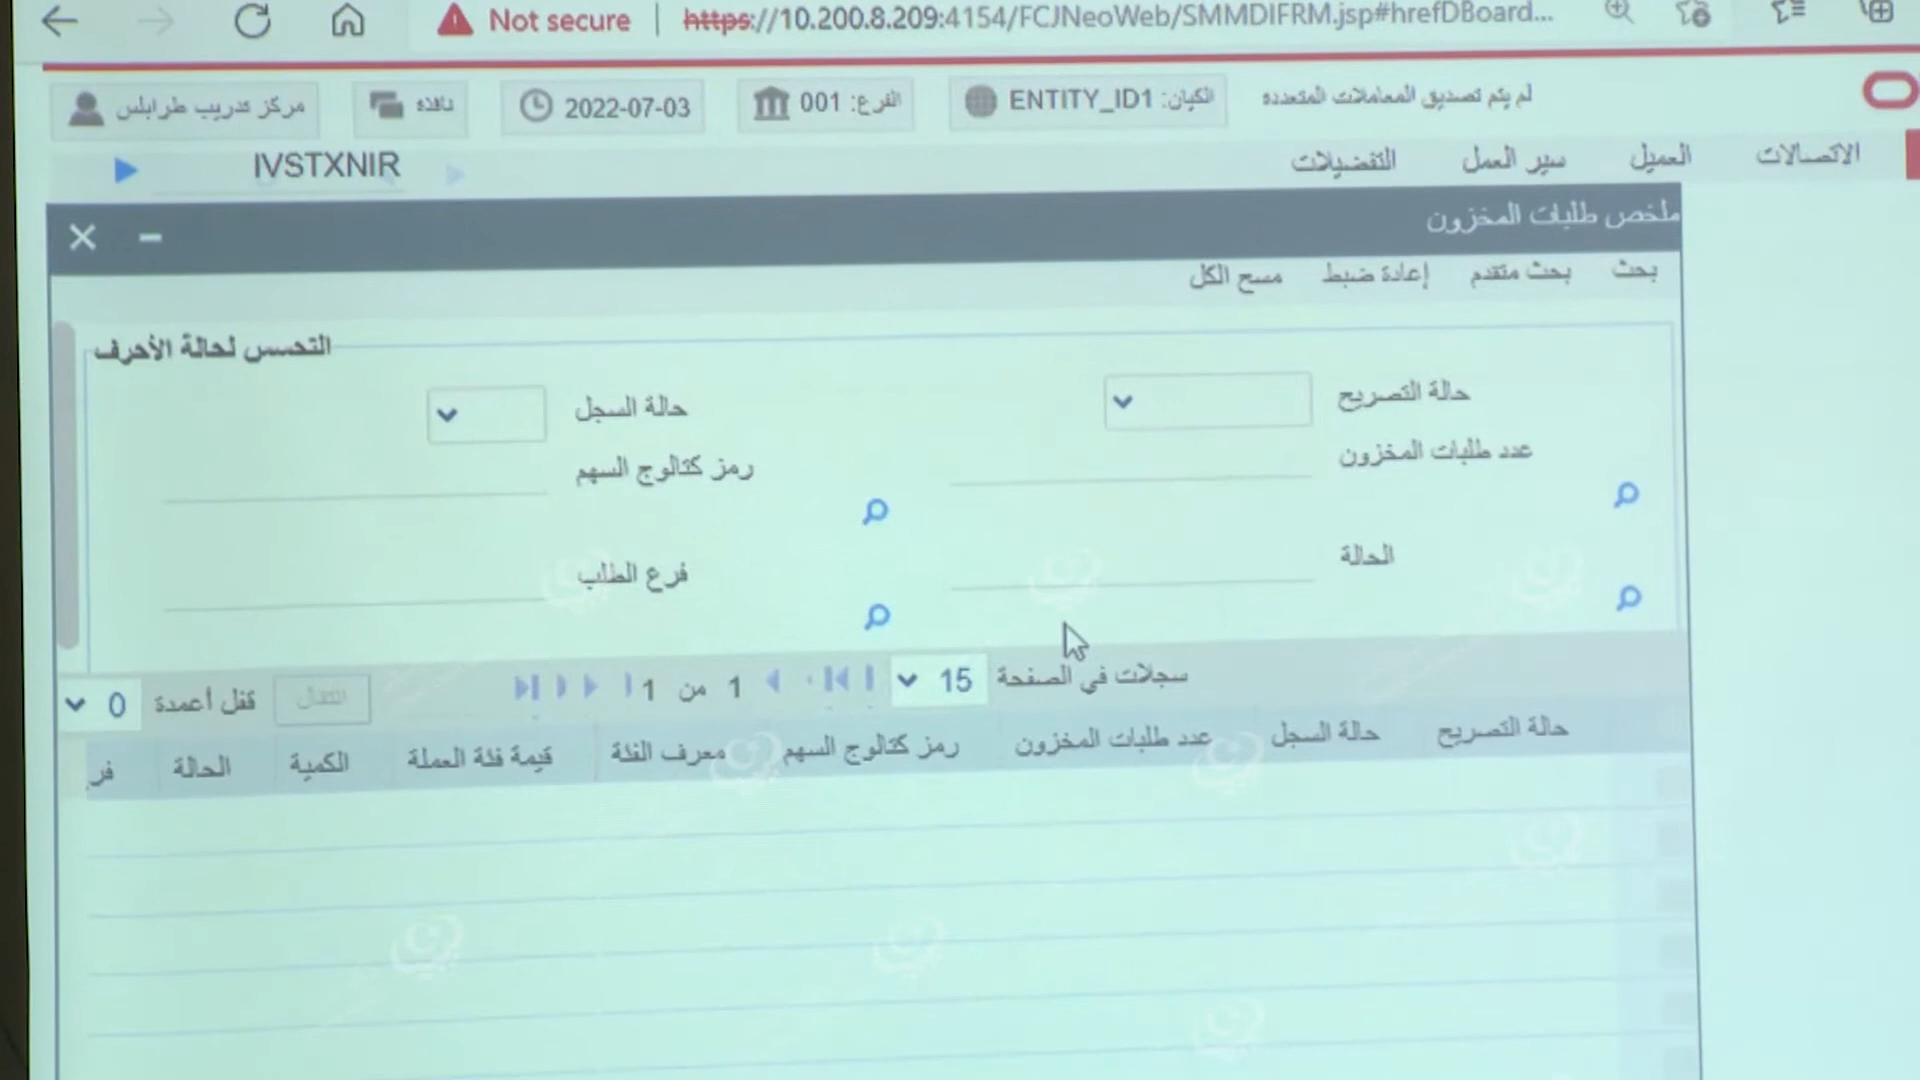 Not secure | https://10.200.8.209:4154/FCJNeoWeb/SMMDIFRM.jsp#hrefDBoard...
لم يتم تصديق المعاملات المتعددة
الكيان: ENTITY_ID1
الفرع: 001
2022-07-03
نافذة
مركز تدريب طرابلس
الاتصالات العميل سير العمل التفضيلات
IVSTXNIR
ملخص طلبات المخزون
بحث بحث متقدم إعادة ضبط مسح الكل
التحسس لحالة الأحرف
حالة التصريح
حالة السجل
عدد طلبات المخزون
رمز كتالوج السهم
الحالة
فرع الطلب
سجلات في الصفحة 15 1 من 1 انتقال كفل أعمدة 0
حالة التصريح حالة السجل عدد طلبات المخزون رمز كتالوج السهم معرف الفئة قيمة فئة العملة الكمية الحالة فر